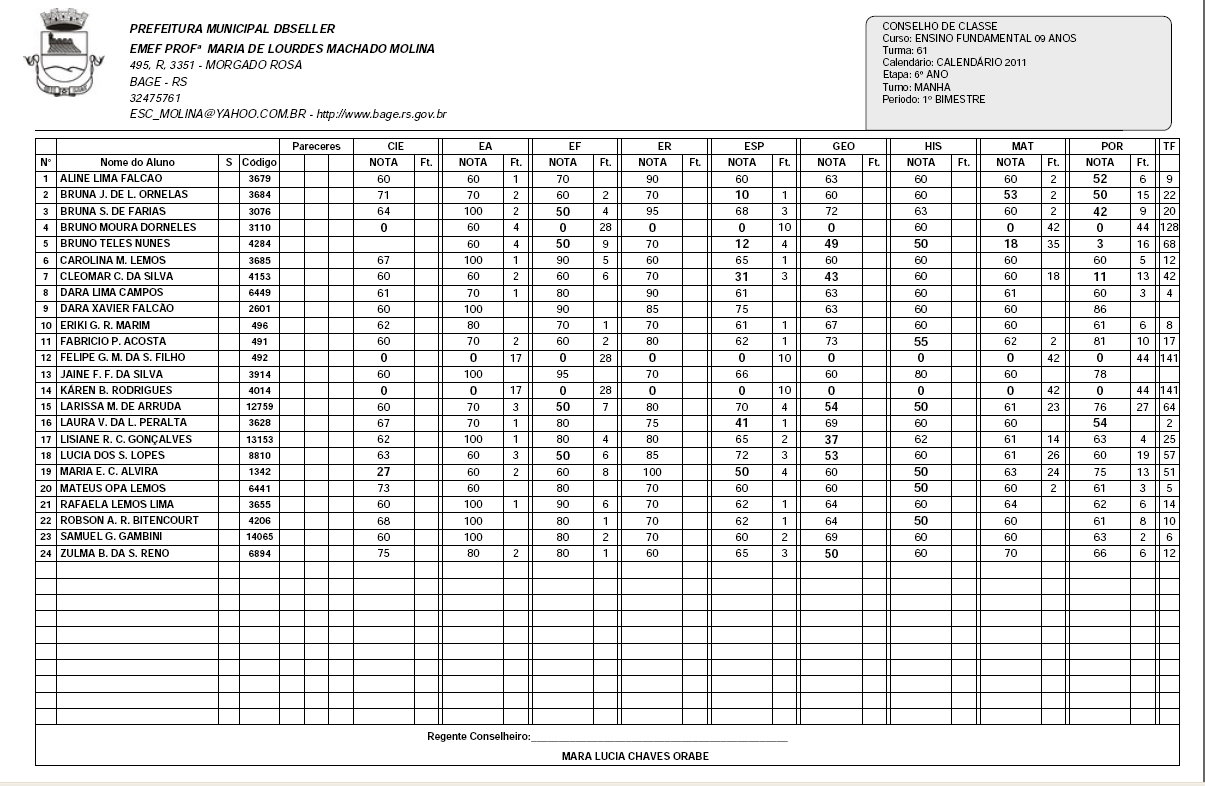 PREFEITURA MUNICIPAL DBSELLER
EMEF PROFª MARIA DE LOURDES MACHADO MOLINA
495, R, 3351 - MORGADO ROSA
BAGE - RS
32475761
ESC_MOLINA@YAHOO.COM.BR - http://www.bage.rs.gov.br
CONSELHO DE CLASSE
Curso: ENSINO FUNDAMENTAL 09 ANOS
Turma: 61
Calendário: CALENDÁRIO 2011
Etapa: 6º ANO
Turno: MANHA
Periodo: 1º BIMESTRE
Pareceres CIE EA EF ER ESP GEO HIS MAT POR TF
N° Nome do Aluno S Código NOTA Ft. NOTA Ft. NOTA Ft. NOTA Ft. NOTA Ft. NOTA Ft. NOTA Ft. NOTA Ft. NOTA Ft.
1 ALINE LIMA FALCAO 3679 60 60 1 70 90 60 63 60 60 2 52 6 9
2 BRUNA J. DE L. ORNELAS 3684 71 70 2 60 2 70 10 1 60 60 53 2 50 15 22
3 BRUNA S. DE FARIAS 3076 64 100 2 50 4 95 68 3 72 63 60 2 42 9 20
4 BRUNO MOURA DORNELES 3110 0 60 4 0 28 0 0 10 0 60 0 42 0 44 128
5 BRUNO TELES NUNES 4284 60 4 50 9 70 12 4 49 50 18 35 3 16 68
6 CAROLINA M. LEMOS 3685 67 100 1 90 5 60 65 1 60 60 60 60 5 12
7 CLEOMAR C. DA SILVA 4153 60 60 2 60 6 70 31 3 43 60 60 18 11 13 42
8 DARA LIMA CAMPOS 6449 61 70 1 80 90 61 63 60 61 60 3 4
9 DARA XAVIER FALCÃO 2601 60 100 90 85 75 63 60 60 86
10 ERIKI G. R. MARIM 496 62 80 70 1 70 61 1 67 60 60 61 6 8
11 FABRICIO P. ACOSTA 491 60 70 2 60 2 80 62 1 73 55 62 2 81 10 17
12 FELIPE G. M. DA S. FILHO 492 0 0 17 0 28 0 0 10 0 0 0 42 0 44 141
13 JAINE F. F. DA SILVA 3914 60 100 95 70 66 60 80 60 78
14 KÁREN B. RODRIGUES 4014 0 0 17 0 28 0 0 10 0 0 0 42 0 44 141
15 LARISSA M. DE ARRUDA 12759 60 70 3 50 7 80 70 4 54 50 61 23 76 27 64
16 LAURA V. DA L. PERALTA 3628 67 70 1 80 75 41 1 69 60 60 54 2
17 LISIANE R. C. GONÇALVES 13153 62 100 1 80 4 80 65 2 37 62 61 14 63 4 25
18 LUCIA DOS S. LOPES 8810 63 60 3 50 6 85 72 3 53 60 61 26 60 19 57
19 MARIA E. C. ALVIRA 1342 27 60 2 60 8 100 50 4 60 50 63 24 75 13 51
20 MATEUS OPA LEMOS 6441 73 60 80 70 60 60 50 60 2 61 3 5
21 RAFAELA LEMOS LIMA 3655 60 100 1 90 6 70 62 1 64 60 64 62 6 14
22 ROBSON A. R. BITENCOURT 4206 68 100 80 1 70 62 1 64 50 60 61 8 10
23 SAMUEL G. GAMBINI 14065 60 100 80 2 70 60 2 69 60 60 63 2 6
24 ZULMA B. DA S. RENO 6894 75 80 2 80 1 60 65 3 50 60 70 66 6 12
Regente Conselheiro:
MARA LUCIA CHAVES ORABE